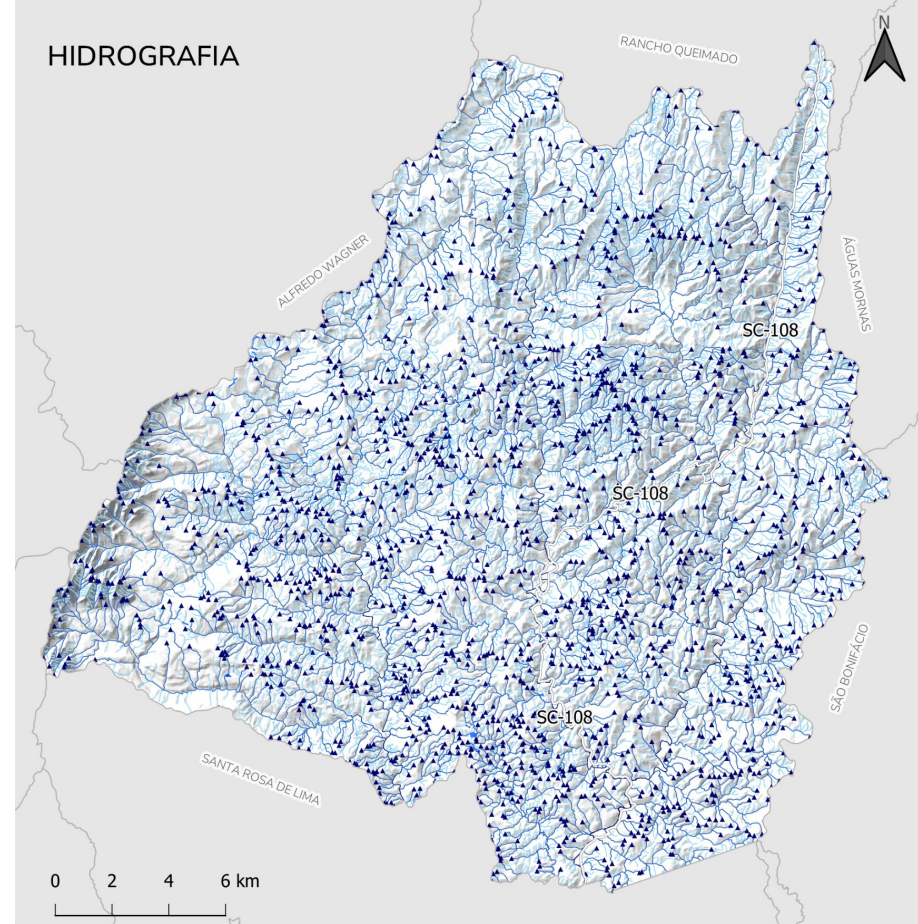 HIDROGRAFIA
N
RANCHO QUEIMADO
ALFREDO WAGNER
ÁGUAS MORNAS
SC-108
SC-108
SÃO BONIFÁCIO
SC-108
SANTA ROSA DE LIMA
0 2 4 6 km